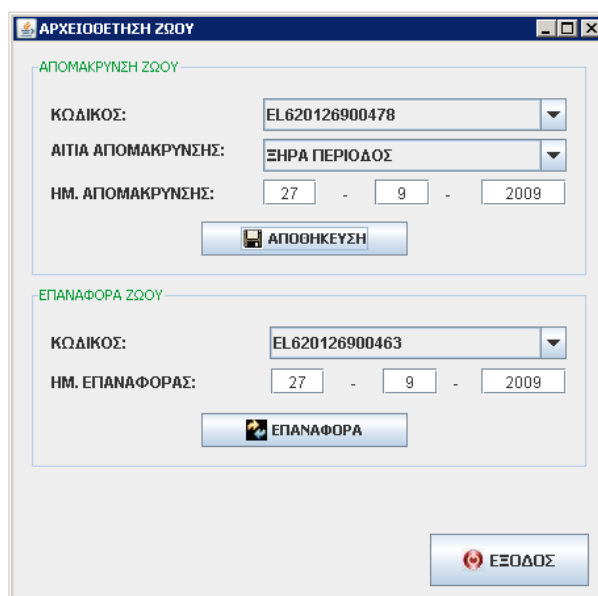 ΑΡΧΕΙΟΘΕΤΗΣΗ ΖΩΟΥ
ΑΠΟΜΑΚΡΥΝΣΗ ΖΩΟΥ
ΚΩΔΙΚΟΣ: EL620126900478
ΑΙΤΙΑ ΑΠΟΜΑΚΡΥΝΣΗΣ: ΞΗΡΑ ΠΕΡΙΟΔΟΣ
ΗΜ. ΑΠΟΜΑΚΡΥΝΣΗΣ: 27 - 9 - 2009
ΑΠΟΘΗΚΕΥΣΗ
ΕΠΑΝΑΦΟΡΑ ΖΩΟΥ
ΚΩΔΙΚΟΣ: EL620126900463
ΗΜ. ΕΠΑΝΑΦΟΡΑΣ: 27 - 9 - 2009
ΕΠΑΝΑΦΟΡΑ
ΕΞΟΔΟΣ